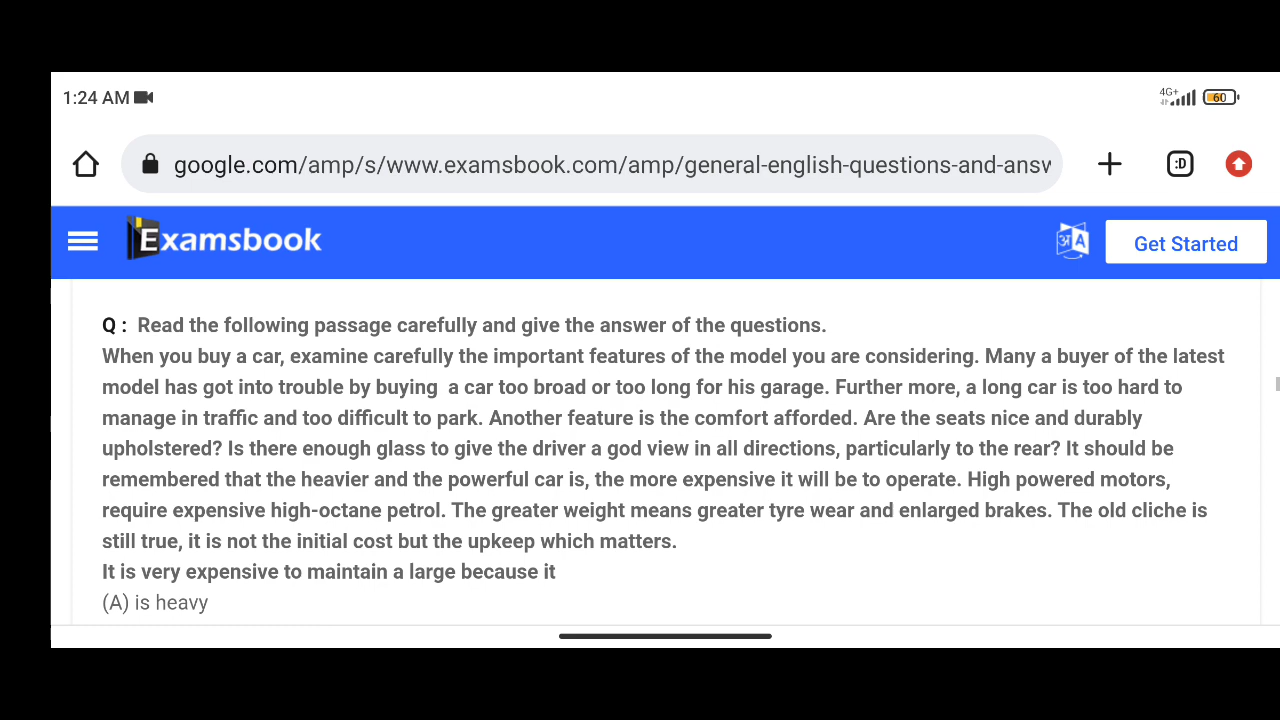 1:24 AM
4G+ 60
google.com/amp/s/www.examsbook.com/amp/general-english-questions-and-answ
:D
Examsbook
अ A
Get Started
Q : Read the following passage carefully and give the answer of the questions.
When you buy a car, examine carefully the important features of the model you are considering. Many a buyer of the latest
model has got into trouble by buying a car too broad or too long for his garage. Further more, a long car is too hard to
manage in traffic and too difficult to park. Another feature is the comfort afforded. Are the seats nice and durably
upholstered? Is there enough glass to give the driver a god view in all directions, particularly to the rear? It should be
remembered that the heavier and the powerful car is, the more expensive it will be to operate. High powered motors,
require expensive high-octane petrol. The greater weight means greater tyre wear and enlarged brakes. The old cliche is
still true, it is not the initial cost but the upkeep which matters.
It is very expensive to maintain a large because it
(A) is heavy